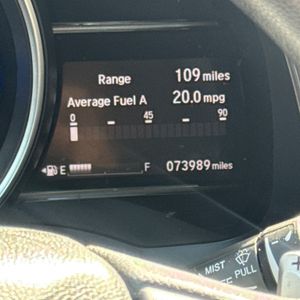 Range 109 miles
Average Fuel A 20.0 mpg
0 45 90
E F 073989 miles
MIST
PULL